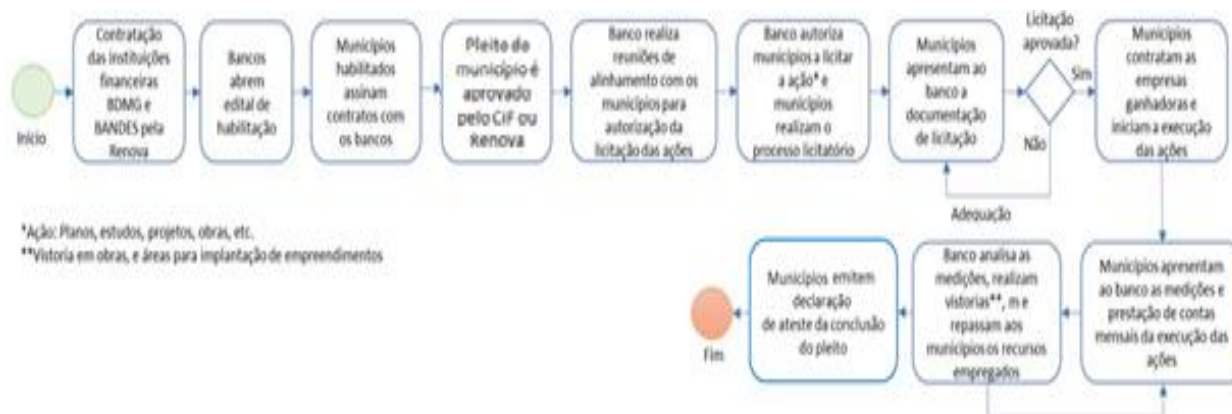 Início
Contratação
das instituições
financeiras
BDMG e
BANDES pela
Renova
Bancos
abrem
edital de
habilitação
Municípios
habilitados
assinam
contratos com
os bancos
Pleito do
município é
aprovado
pelo CIF ou
Renova
Banco realiza
reuniões de
alinhamento com os
municípios para
autorização da
licitação das ações
Banco autoriza
municípios a licitar
a ação* e
municípios
realizam o
processo licitatório
Municípios
apresentam ao
banco a
documentação
de licitação
Licitação
aprovada?
Sim
Não
Adequação
Municípios
contratam as
empresas
ganhadoras e
iniciam a execução
das ações
*Ação: Planos, estudos, projetos, obras, etc.
**Vistoria em obras, e áreas para implantação de empreendimentos
Municípios apresentam
ao banco as medições e
prestação de contas
mensais da execução das
ações
Banco analisa as
medições, realizam
vistorias**, m e
repassam aos
municípios os recursos
empregados
Municípios emitem
declaração
de ateste da conclusão
do pleito
Fim